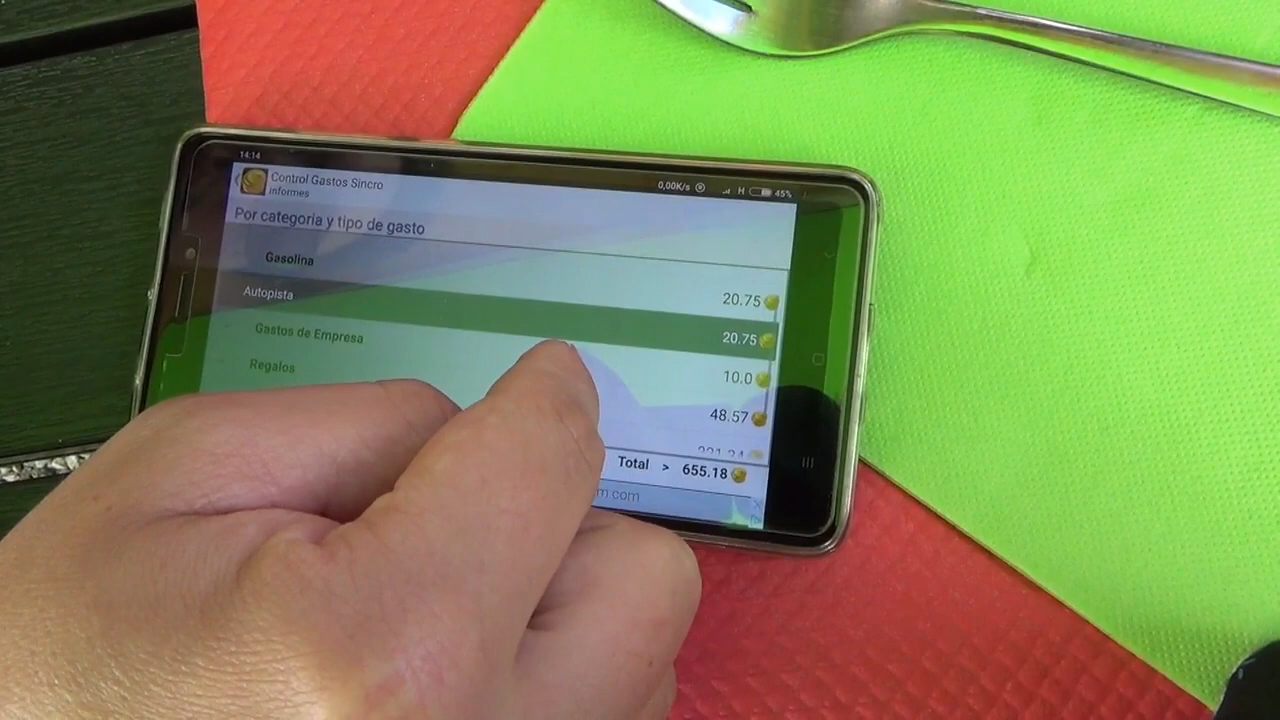 14:14
0,00K/s H 45%
Control Gastos Sincro
Informes
Por categoria y tipo de gasto
Gasolina
20.75
Autopista
20.75
Gastos de Empresa
10.0
Regalos
48.57
Total > 655.18
m com